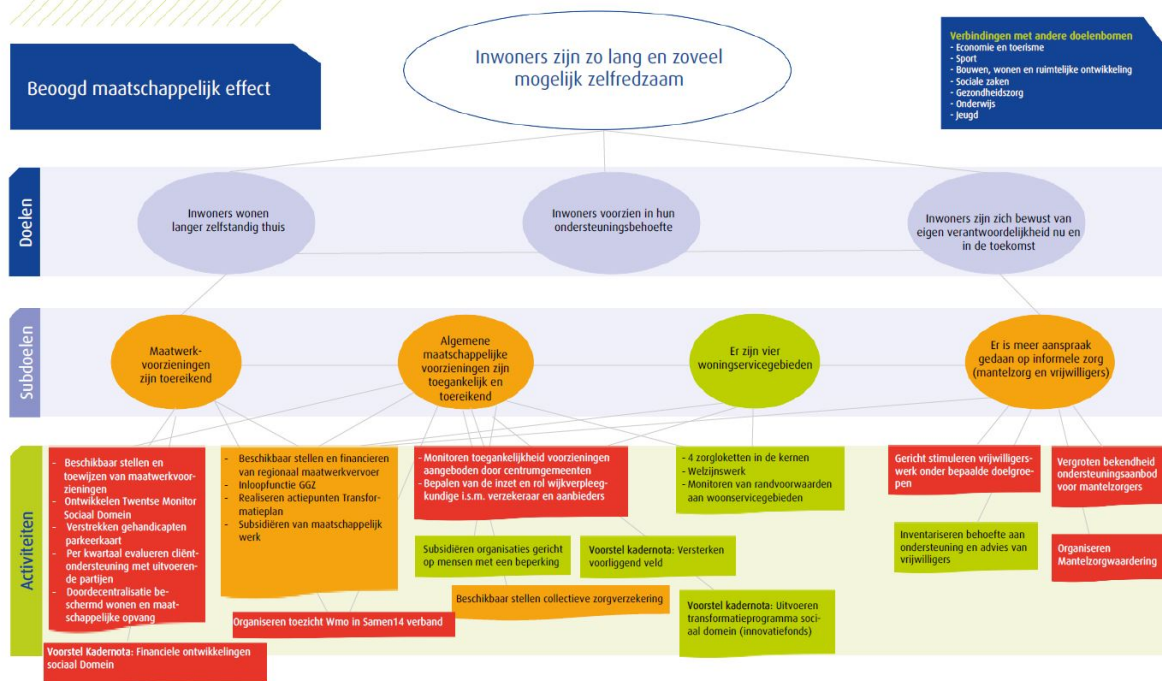 Beoogd maatschappelijk effect
Inwoners zijn zo lang en zoveel
mogelijk zelfredzaam
Verbindingen met andere doelenbomen
- Economie en toerisme
- Sport
- Bouwen, wonen en ruimtelijke ontwikkeling
- Sociale zaken
- Gezondheidszorg
- Onderwijs
- Jeugd
Doelen
Inwoners wonen
langer zelfstandig thuis
Inwoners voorzien in hun
ondersteuningsbehoefte
Inwoners zijn zich bewust van
eigen verantwoordelijkheid nu en
in de toekomst
Subdoelen
Maatwerk-
voorzieningen
zijn toereikend
Algemene
maatschappelijke
voorzieningen zijn
toegankelijk en
toereikend
Er zijn vier
woningservicegebieden
Er is meer aanspraak
gedaan op informele zorg
(mantelzorg en vrijwilligers)
Activiteiten
- Beschikbaar stellen en
toewijzen van maatwerkvoor-
zieningen
- Ontwikkelen Twentse Monitor
Sociaal Domein
- Verstrekken gehandicapten
parkeerkaart
- Per kwartaal evalueren cliënt-
ondersteuning met uitvoeren-
de partijen
- Doordecentralisatie be-
schermd wonen en maat-
schappelijke opvang
Voorstel Kadernota: Financiele ontwikkelingen
sociaal Domein
- Beschikbaar stellen en financieren
van regionaal maatwerkvervoer
- Inloopfunctie GGZ
- Realiseren actiepunten Transfor-
matieplan
- Subsidiëren van maatschappelijk
werk
Organiseren toezicht Wmo in Samen14 verband
- Monitoren toegankelijkheid voorzieningen
aangeboden door centrumgemeenten
- Bepalen van de inzet en rol wijkverpleeg-
kundige i.s.m. verzekeraar en aanbieders
Subsidiëren organisaties gericht
op mensen met een beperking
Beschikbaar stellen collectieve zorgverzekering
- 4 zorgloketten in de kernen
- Welzijnswerk
- Monitoren van randvoorwaarden
aan woonservicegebieden
Voorstel kadernota: Versterken
voorliggend veld
Voorstel kadernota: Uitvoeren
transformatieprogramma soci-
aal domein (innovatiefonds)
Gericht stimuleren vrijwilligers-
werk onder bepaalde doelgroe-
pen
Inventariseren behoefte aan
ondersteuning en advies van
vrijwilligers
Vergroten bekendheid
ondersteuningsaanbod
voor mantelzorgers
Organiseren
Mantelzorgwaardering